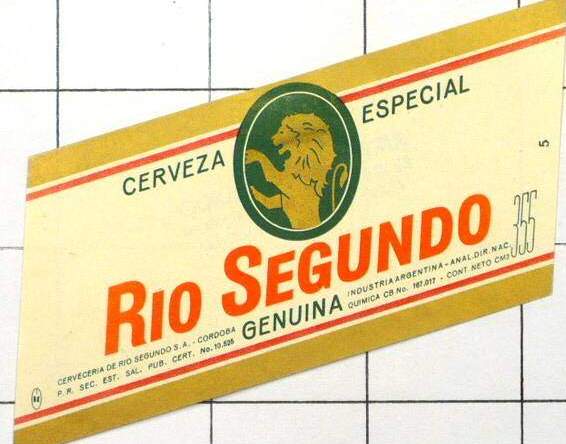 CERVEZA ESPECIAL
RIO SEGUNDO
355
5
CERVECERIA DE RIO SEGUNDO S.A. - CORDOBA
P. R. SEC. EST. SAL. PUB. CERT. No. 10.525
GENUINA
INDUSTRIA ARGENTINA - ANAL. DIR. NAC.
QUIMICA CB No. 167.017 - CONT. NETO CM3